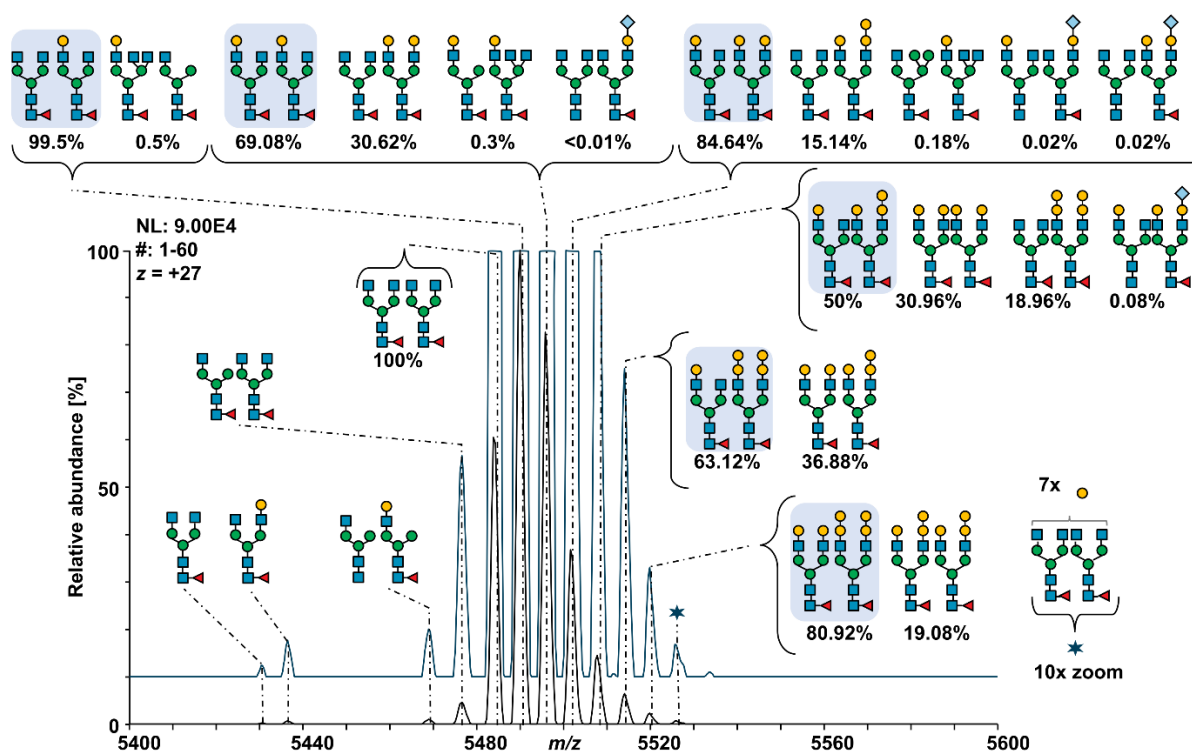 99.5% 0.5% 69.08% 30.62% 0.3% <0.01% 84.64% 15.14% 0.18% 0.02% 0.02%
NL: 9.00E4
#: 1-60
z = +27
100%
50% 30.96% 18.96% 0.08%
63.12% 36.88%
7x
80.92% 19.08%
10x zoom
Relative abundance [%]
100
50
0
5400 5440 5480 m/z 5520 5560 5600